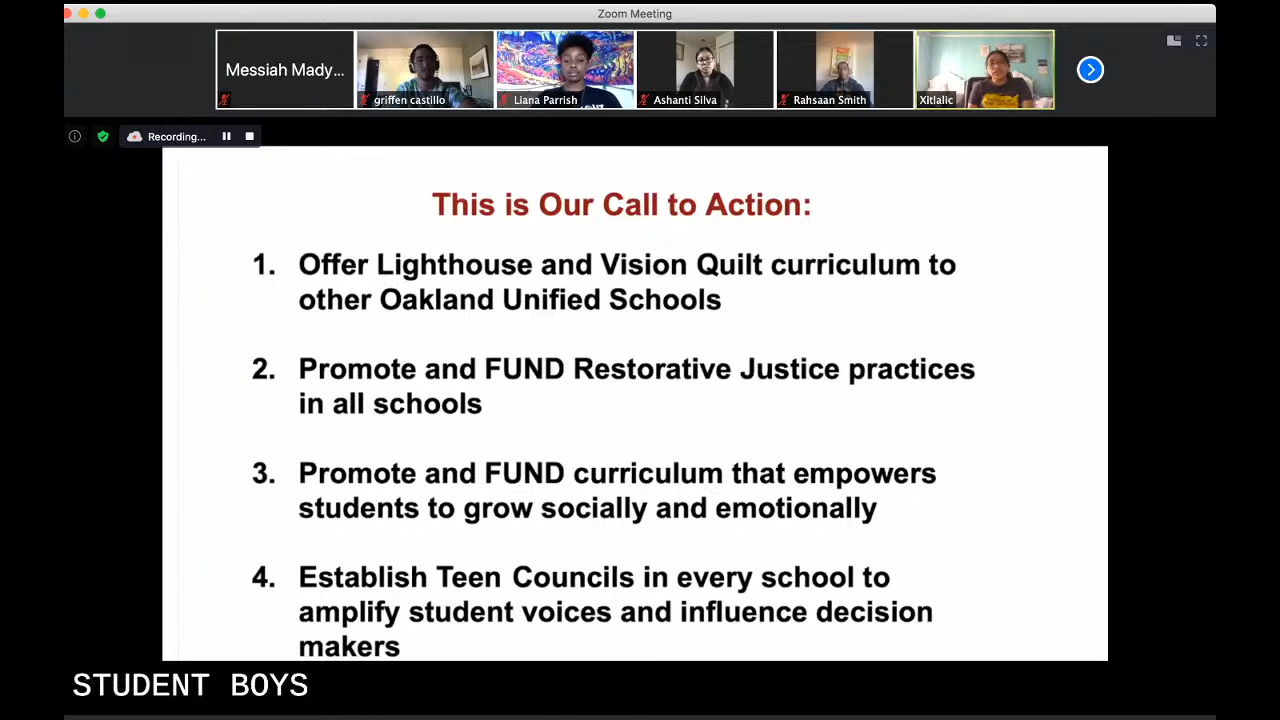 Zoom Meeting
Messiah Mady...
griffen castillo
Liana Parrish
Ashanti Silva
Rahsaan Smith
Xitlalic
Recording...
This is Our Call to Action:
1. Offer Lighthouse and Vision Quilt curriculum to
other Oakland Unified Schools
2. Promote and FUND Restorative Justice practices
in all schools
3. Promote and FUND curriculum that empowers
students to grow socially and emotionally
4. Establish Teen Councils in every school to
amplify student voices and influence decision
makers
STUDENT BOYS